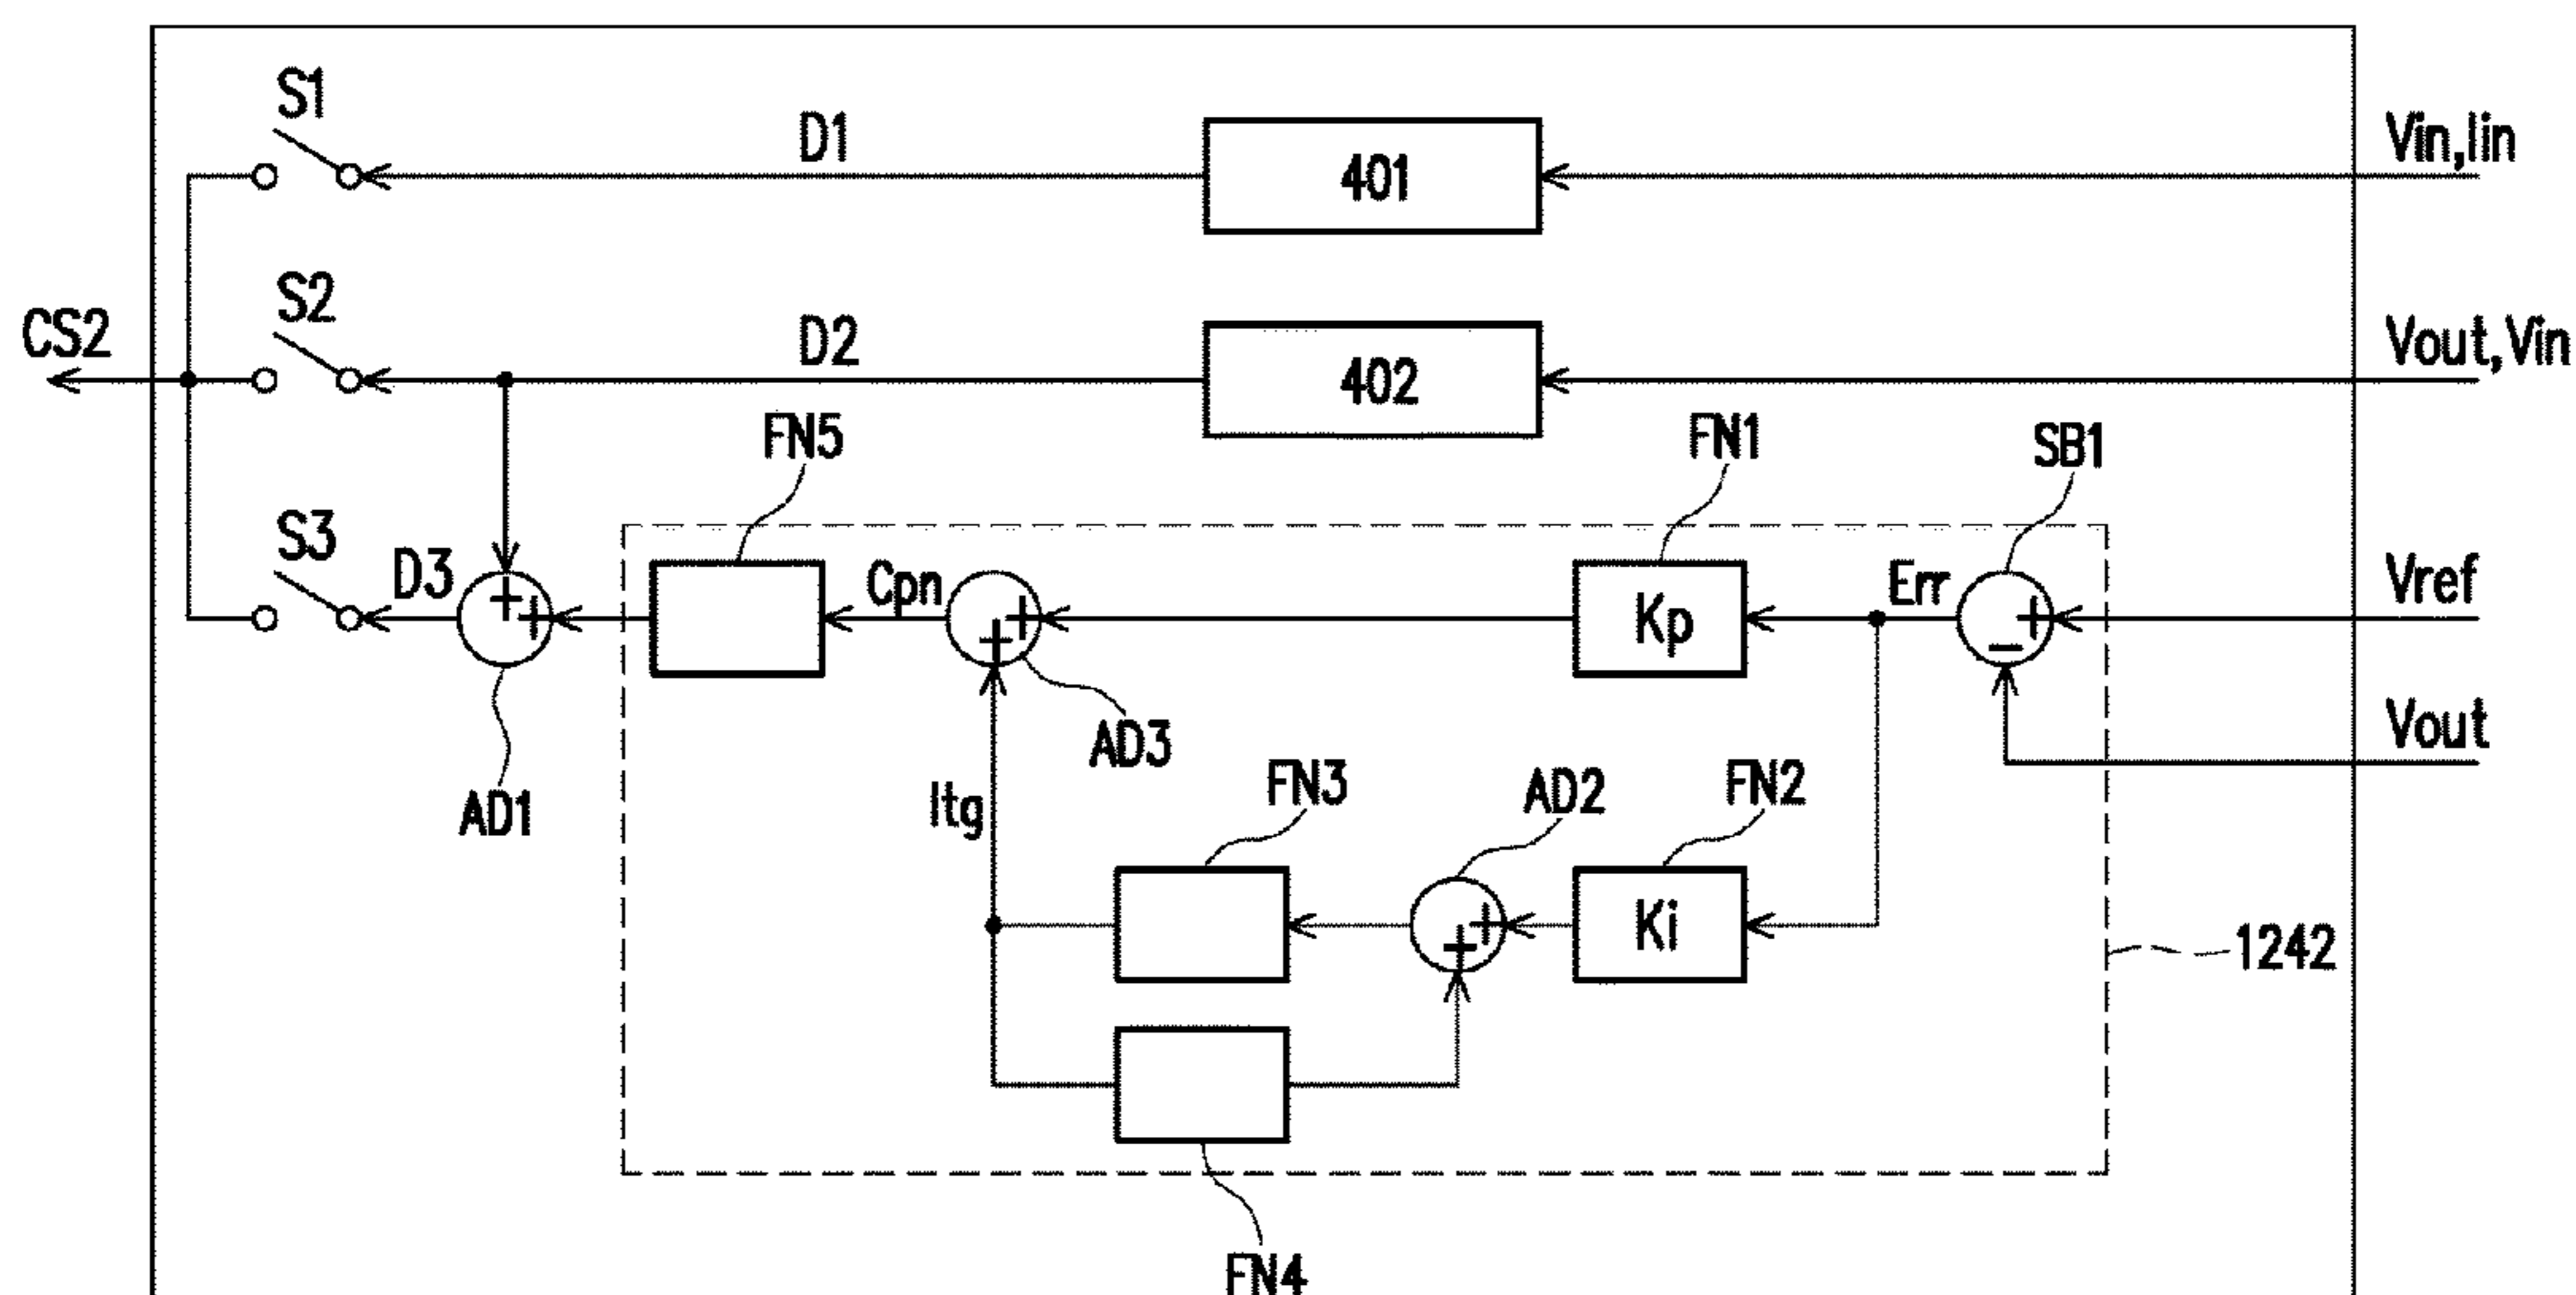 S1
D1
401
Vin,Iin
S2
CS2
D2
402
Vout,Vin
FN5
FN1
SB1
S3
D3
+
+
Cpn
+
+
Kp
Err
+
−
Vref
AD3
Vout
AD1
Itg
FN3
AD2
FN2
+
+
Ki
1242
FN4